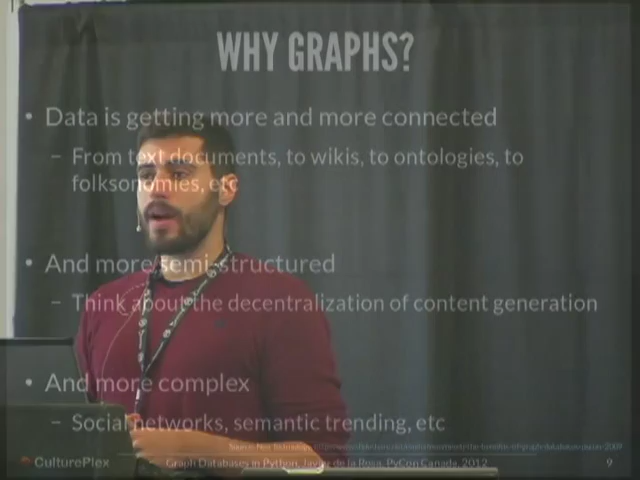 WHY GRAPHS?
• Data is getting more and more connected
– From text documents, to wikis, to ontologies, to
folksonomies, etc
• And more semi-structured
– Think about the decentralization of content generation
• And more complex
– Social networks, semantic trending, etc
CulturePlex
Graph Databases in Python, Javier de la Rosa, PyCon Canada, 2012
9